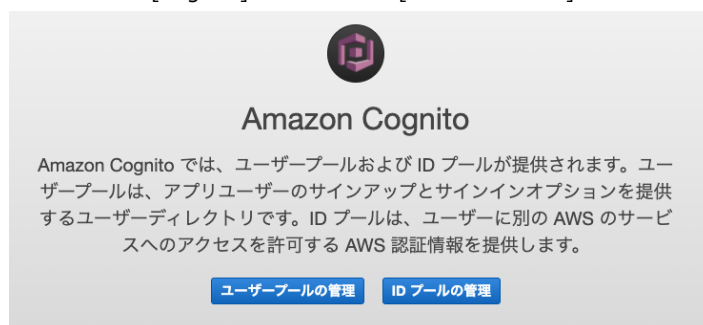 Amazon Cognito
Amazon Cognito では、ユーザープールおよび ID プールが提供されます。ユー
ザープールは、アプリユーザーのサインアップとサインインオプションを提供
するユーザーディレクトリです。ID プールは、ユーザーに別の AWS のサービ
スへのアクセスを許可する AWS 認証情報を提供します。
ユーザープールの管理
ID プールの管理